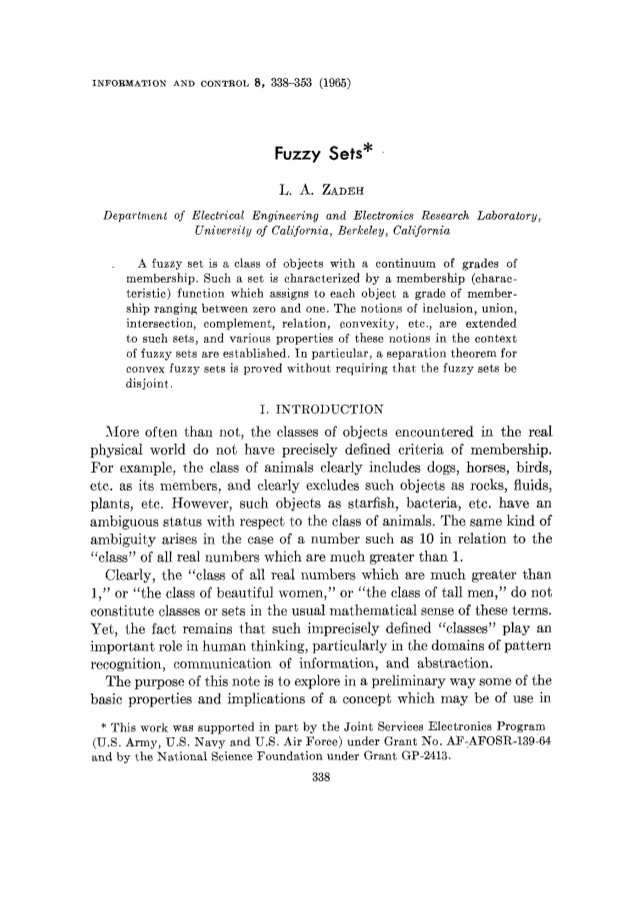 INFORMATION AND CONTROL 8, 338–353 (1965)
Fuzzy Sets*
L. A. ZADEH
Department of Electrical Engineering and Electronics Research Laboratory,
University of California, Berkeley, California
A fuzzy set is a class of objects with a continuum of grades of
membership. Such a set is characterized by a membership (charac-
teristic) function which assigns to each object a grade of member-
ship ranging between zero and one. The notions of inclusion, union,
intersection, complement, relation, convexity, etc., are extended
to such sets, and various properties of these notions in the context
of fuzzy sets are established. In particular, a separation theorem for
convex fuzzy sets is proved without requiring that the fuzzy sets be
disjoint.
I. INTRODUCTION
More often than not, the classes of objects encountered in the real
physical world do not have precisely defined criteria of membership.
For example, the class of animals clearly includes dogs, horses, birds,
etc. as its members, and clearly excludes such objects as rocks, fluids,
plants, etc. However, such objects as starfish, bacteria, etc. have an
ambiguous status with respect to the class of animals. The same kind of
ambiguity arises in the case of a number such as 10 in relation to the
“class” of all real numbers which are much greater than 1.
Clearly, the “class of all real numbers which are much greater than
1,” or “the class of beautiful women,” or “the class of tall men,” do not
constitute classes or sets in the usual mathematical sense of these terms.
Yet, the fact remains that such imprecisely defined “classes” play an
important role in human thinking, particularly in the domains of pattern
recognition, communication of information, and abstraction.
The purpose of this note is to explore in a preliminary way some of the
basic properties and implications of a concept which may be of use in
* This work was supported in part by the Joint Services Electronics Program
(U.S. Army, U.S. Navy and U.S. Air Force) under Grant No. AF-AFOSR-139-64
and by the National Science Foundation under Grant GP-2413.
338